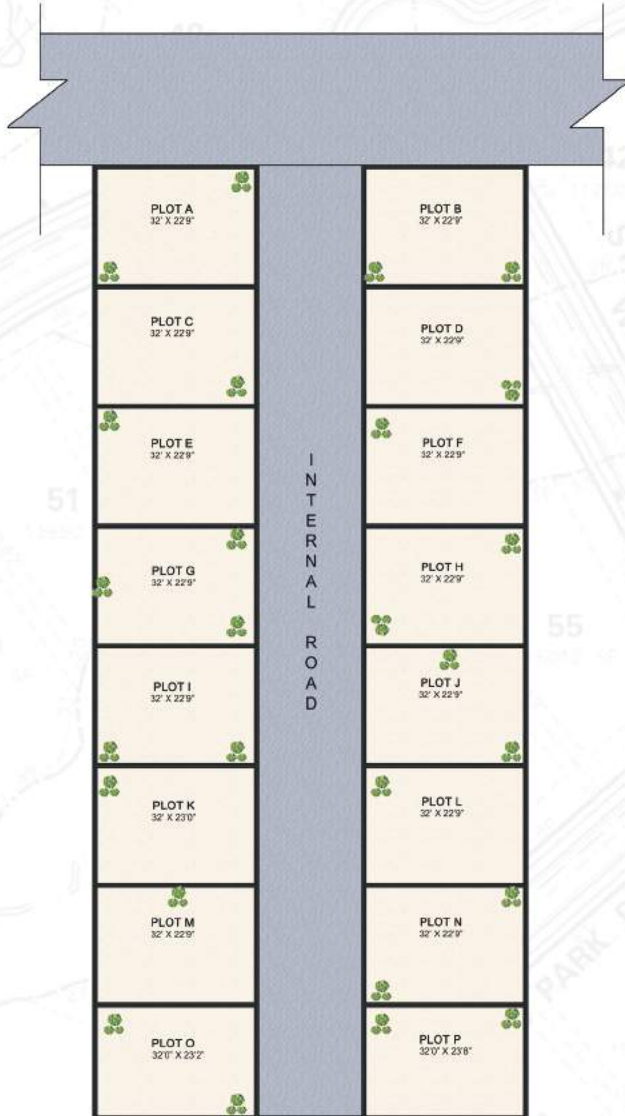 PLOT A
32' X 22'9"
PLOT B
32' X 22'9"
PLOT C
32' X 22'9"
PLOT D
32' X 22'9"
PLOT E
32' X 22'9"
PLOT F
32' X 22'9"
INTERNAL ROAD
51
PLOT G
32' X 22'9"
PLOT H
32' X 22'9"
55
PLOT I
32' X 22'9"
PLOT J
32' X 22'9"
PLOT K
32' X 23'0"
PLOT L
32' X 22'9"
PLOT M
32' X 22'9"
PLOT N
32' X 22'9"
PARK
PLOT O
32'0" X 23'2"
PLOT P
32'0" X 23'8"